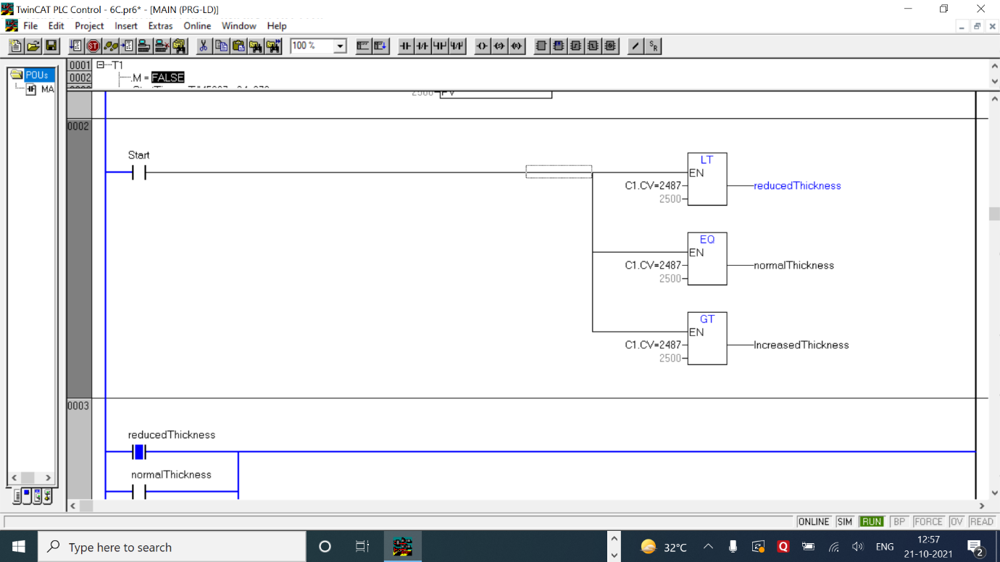 TwinCAT PLC Control - 6C.pr6* - [MAIN (PRG-LD)]
File Edit Project Insert Extras Online Window Help
100 %
POUs
MA
0001 T1
0002 .M = FALSE
2500 PV
0002
Start
LT
EN
C1.CV=2487
reducedThickness
2500
EQ
EN
C1.CV=2487
normalThickness
2500
GT
EN
C1.CV=2487
IncreasedThickness
2500
0003
reducedThickness
normalThickness
ONLINE SIM RUN BP FORCE OV READ
Type here to search
32°C
ENG
12:57
21-10-2021
2